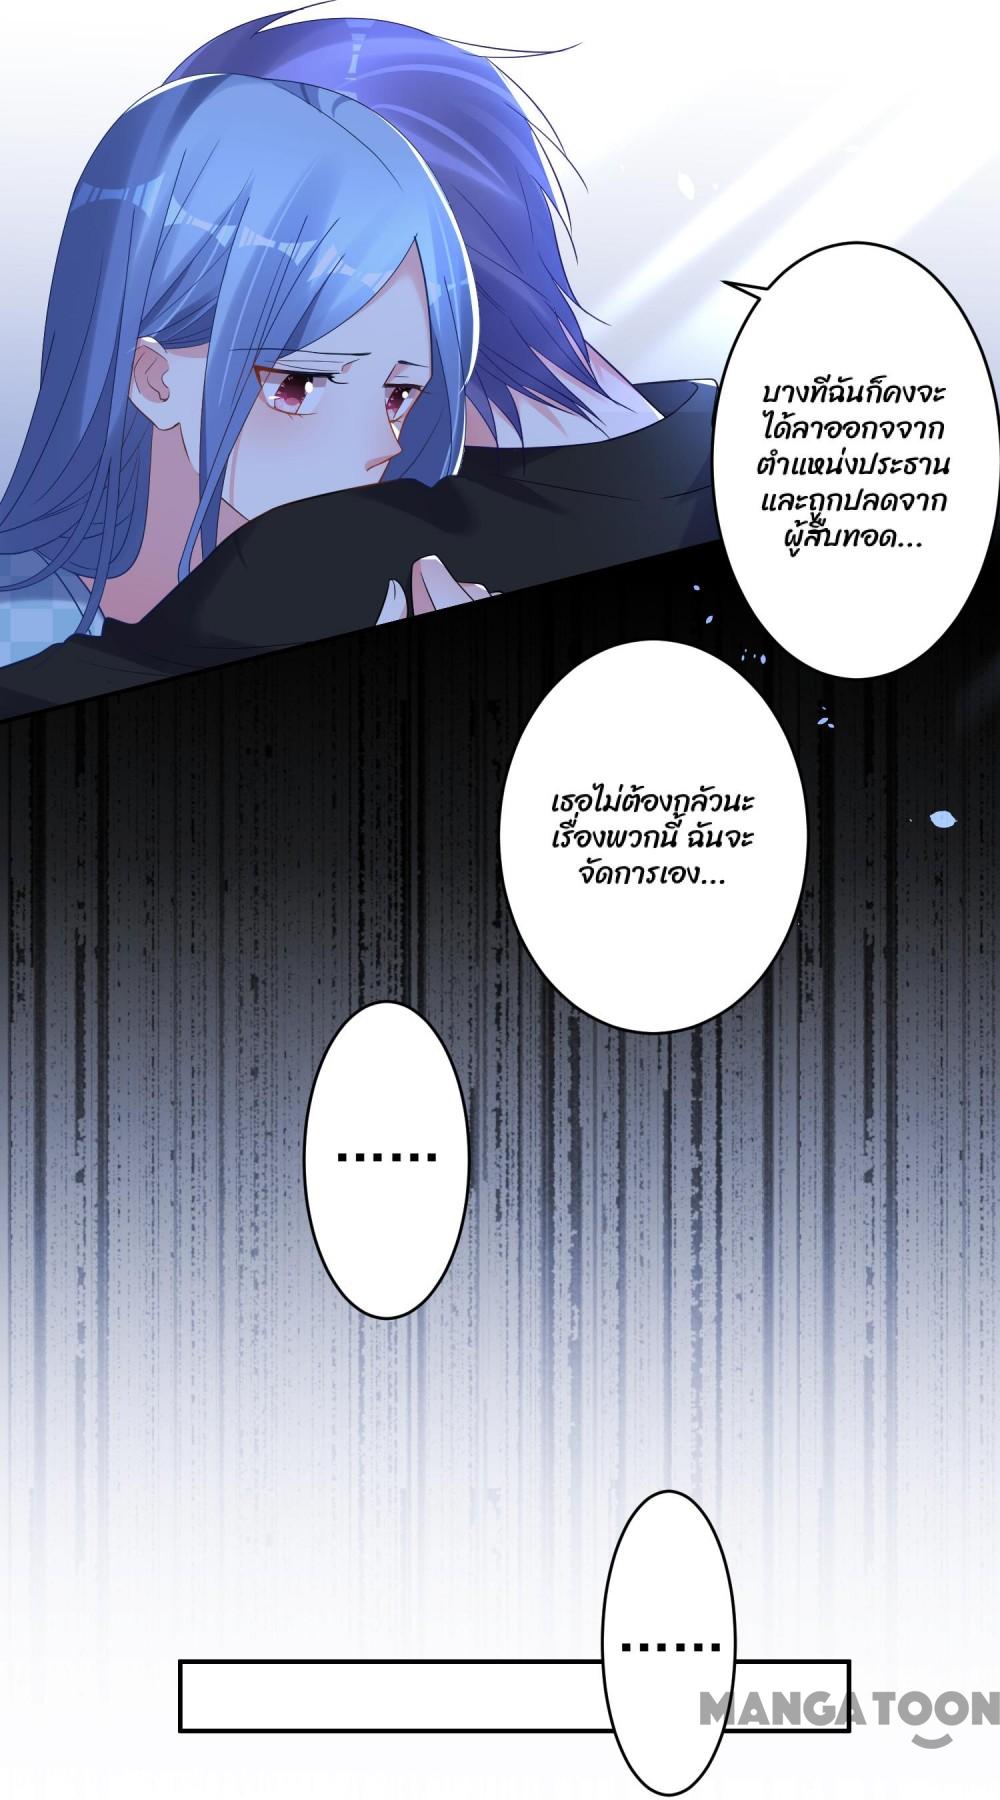 บางทีฉันก็คงจะ
ได้ลาออกจจาก
ตำแหน่งประธาน
และถูกปลดจาก
ผู้สืบทอด...
เธอไม่ต้องกลัวนะ
เรื่องพวกนี้ ฉันจะ
จัดการเอง...
......
......
MANGATOON